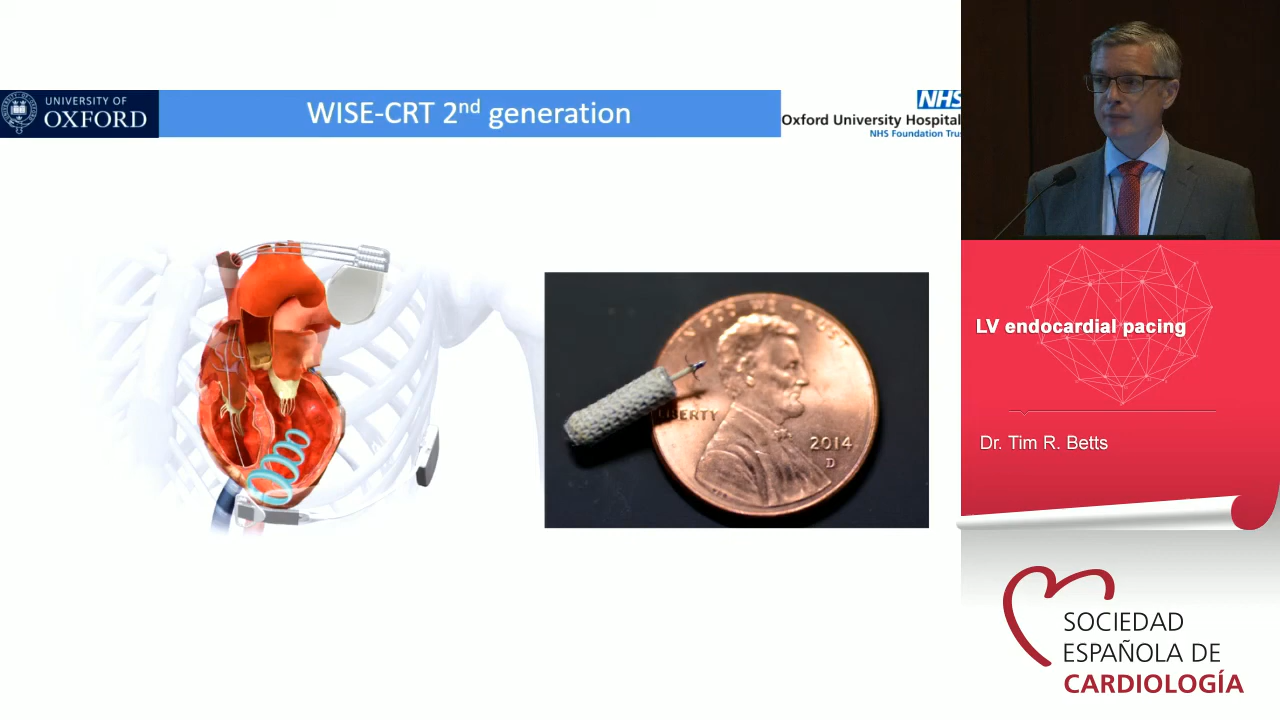 UNIVERSITY OF
OXFORD
WISE-CRT 2nd generation
NHS
Oxford University Hospital
NHS Foundation Trus
LIBERTY
2014
D
LV endocardial pacing
Dr. Tim R. Betts
SOCIEDAD
ESPAÑOLA DE
CARDIOLOGÍA